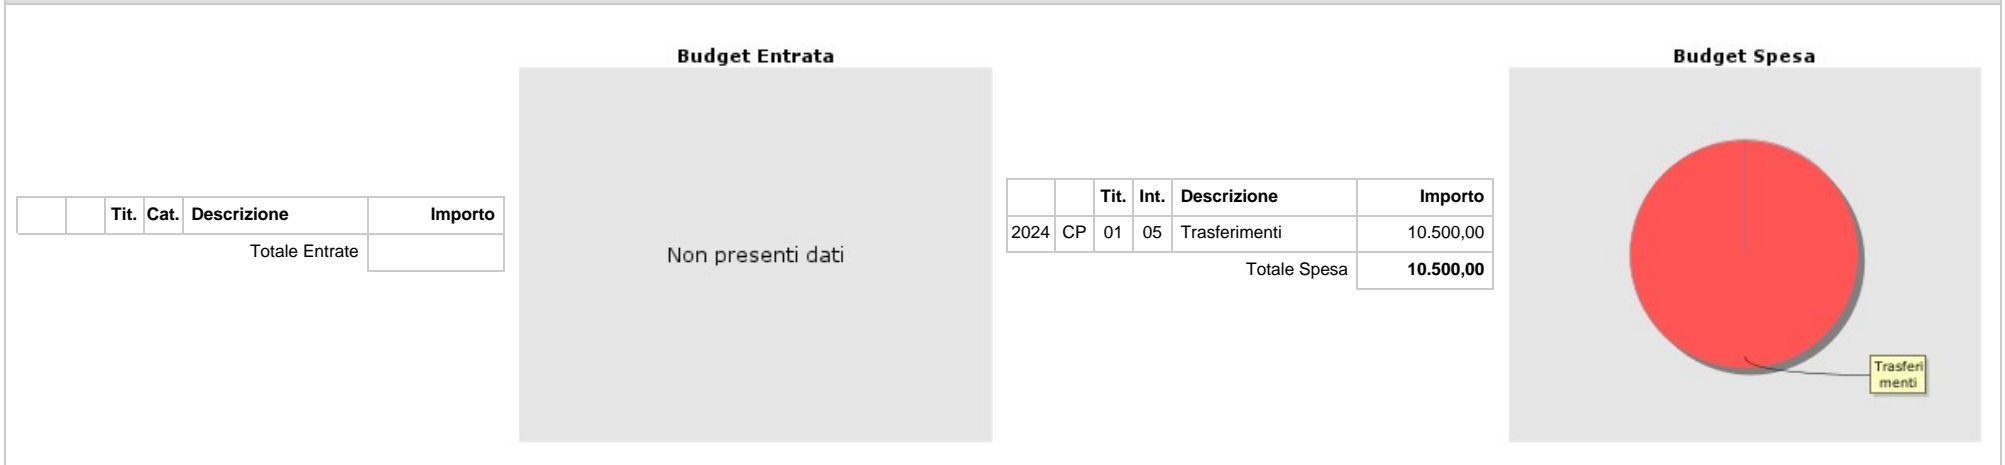 Budget Entrata
Tit. Cat. Descrizione Importo
Totale Entrate
Non presenti dati
Tit. Int. Descrizione Importo
2024 CP 01 05 Trasferimenti 10.500,00
Totale Spesa 10.500,00
Budget Spesa
Trasferi
menti